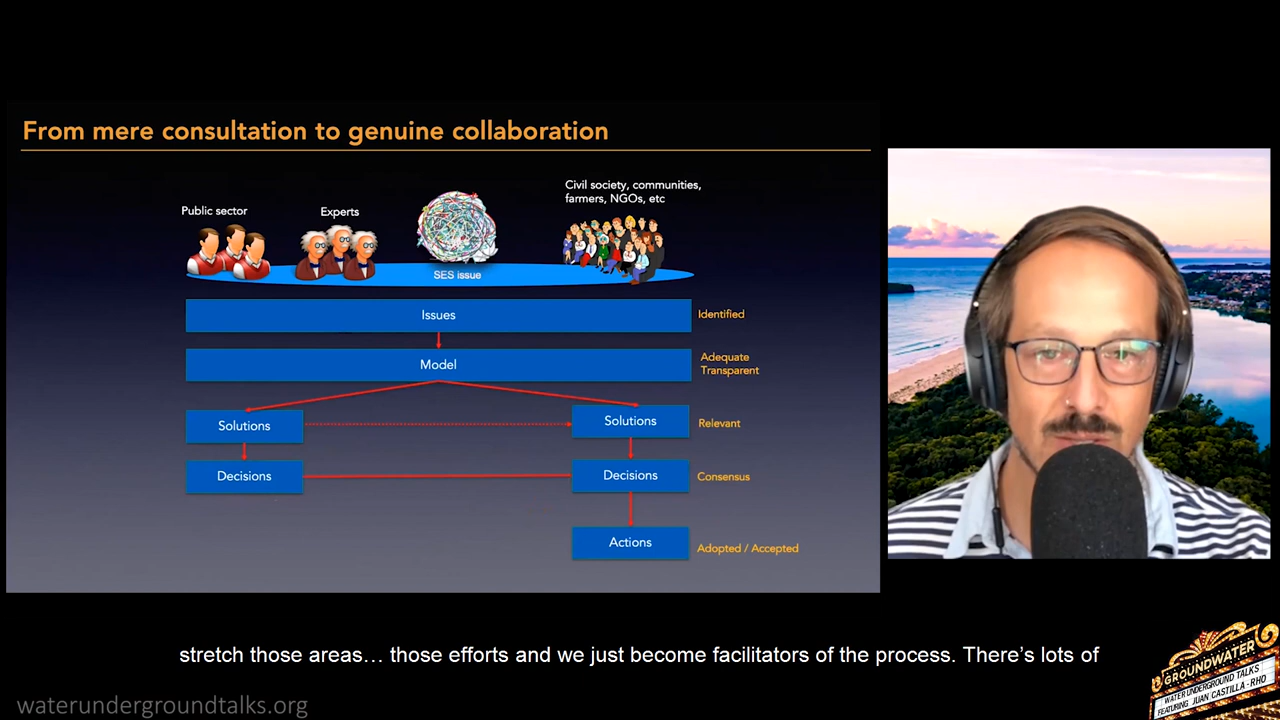 From mere consultation to genuine collaboration
Public sector
Experts
SES issue
Civil society, communities,
farmers, NGOs, etc
Issues
Identified
Model
Adequate
Transparent
Solutions
Solutions
Relevant
Decisions
Decisions
Consensus
Actions
Adopted / Accepted
stretch those areas… those efforts and we just become facilitators of the process. There's lots of
waterundergroundtalks.org
GROUNDWATER
WATER UNDERGROUND TALKS
FEATURING JUAN CASTILLA-RHO